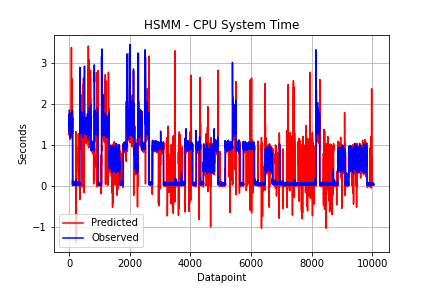 HSMM - CPU System Time
Seconds
3
2
1
0
−1
Predicted
Observed
0
2000
4000
6000
8000
10000
Datapoint